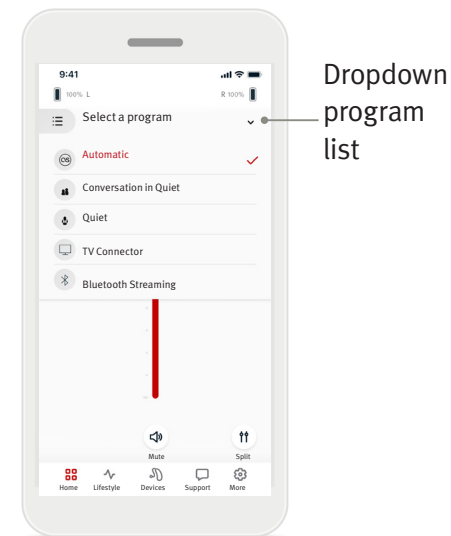 9:41
100% L
R 100%
Select a program
Automatic
Conversation in Quiet
Quiet
TV Connector
Bluetooth Streaming
Mute
Split
Home
Lifestyle
Devices
Support
More
Dropdown
program
list